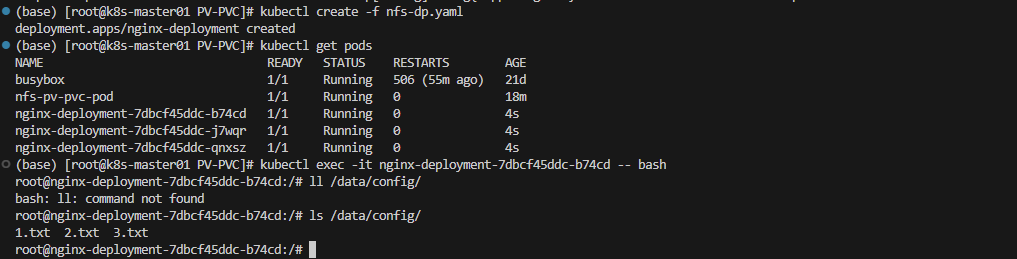 (base) [root@k8s-master01 PV-PVC]# kubectl create -f nfs-dp.yaml
deployment.apps/nginx-deployment created
(base) [root@k8s-master01 PV-PVC]# kubectl get pods
NAME READY STATUS RESTARTS AGE
busybox 1/1 Running 506 (55m ago) 21d
nfs-pv-pvc-pod 1/1 Running 0 18m
nginx-deployment-7dbcf45ddc-b74cd 1/1 Running 0 4s
nginx-deployment-7dbcf45ddc-j7wqr 1/1 Running 0 4s
nginx-deployment-7dbcf45ddc-qnxsz 1/1 Running 0 4s
(base) [root@k8s-master01 PV-PVC]# kubectl exec -it nginx-deployment-7dbcf45ddc-b74cd -- bash
root@nginx-deployment-7dbcf45ddc-b74cd:/# ll /data/config/
bash: ll: command not found
root@nginx-deployment-7dbcf45ddc-b74cd:/# ls /data/config/
1.txt 2.txt 3.txt
root@nginx-deployment-7dbcf45ddc-b74cd:/#